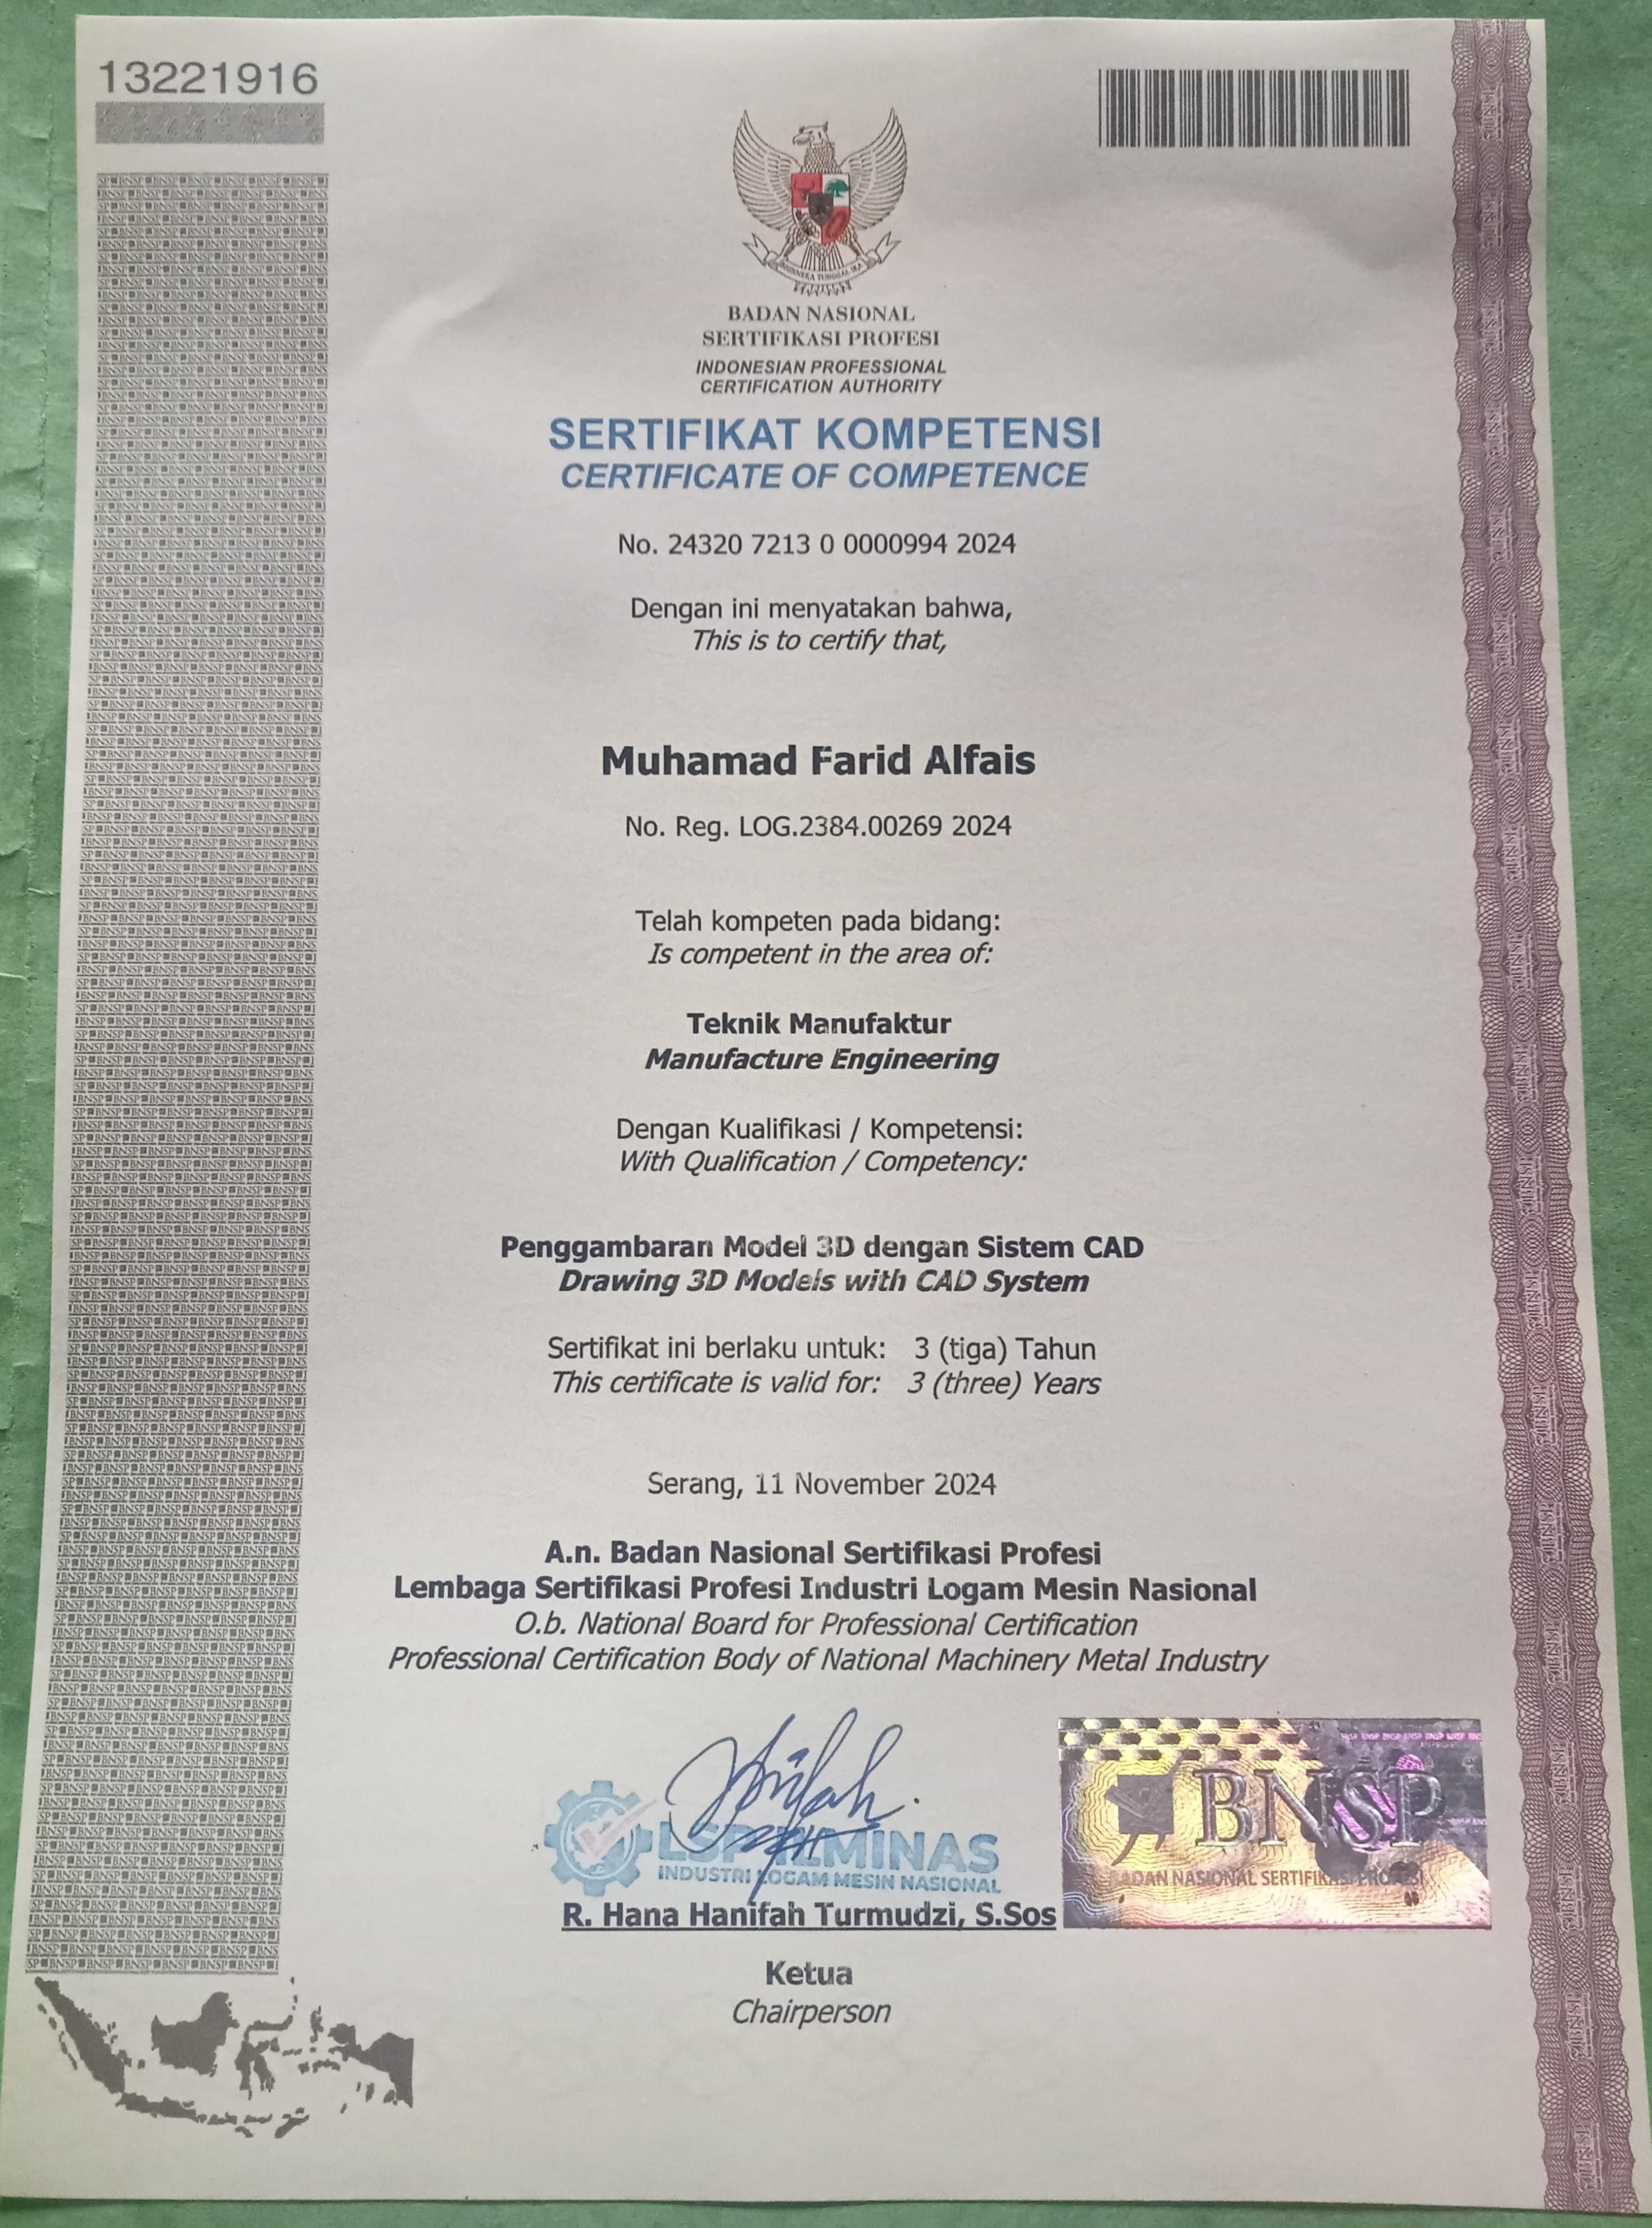 13221916
BHINNEKA TUNGGAL IKA
BADAN NASIONAL
SERTIFIKASI PROFESI
INDONESIAN PROFESSIONAL
CERTIFICATION AUTHORITY
SERTIFIKAT KOMPETENSI
CERTIFICATE OF COMPETENCE
No. 24320 7213 0 0000994 2024
Dengan ini menyatakan bahwa,
This is to certify that,
Muhamad Farid Alfais
No. Reg. LOG.2384.00269 2024
Telah kompeten pada bidang:
Is competent in the area of:
Teknik Manufaktur
Manufacture Engineering
Dengan Kualifikasi / Kompetensi:
With Qualification / Competency:
Penggambaran Model 3D dengan Sistem CAD
Drawing 3D Models with CAD System
Sertifikat ini berlaku untuk: 3 (tiga) Tahun
This certificate is valid for: 3 (three) Years
Serang, 11 November 2024
A.n. Badan Nasional Sertifikasi Profesi
Lembaga Sertifikasi Profesi Industri Logam Mesin Nasional
O.b. National Board for Professional Certification
Professional Certification Body of National Machinery Metal Industry
LSP ILMINAS
INDUSTRI LOGAM MESIN NASIONAL
BNSP
BADAN NASIONAL SERTIFIKASI PROFESI
R. Hana Hanifah Turmudzi, S.Sos
Ketua
Chairperson